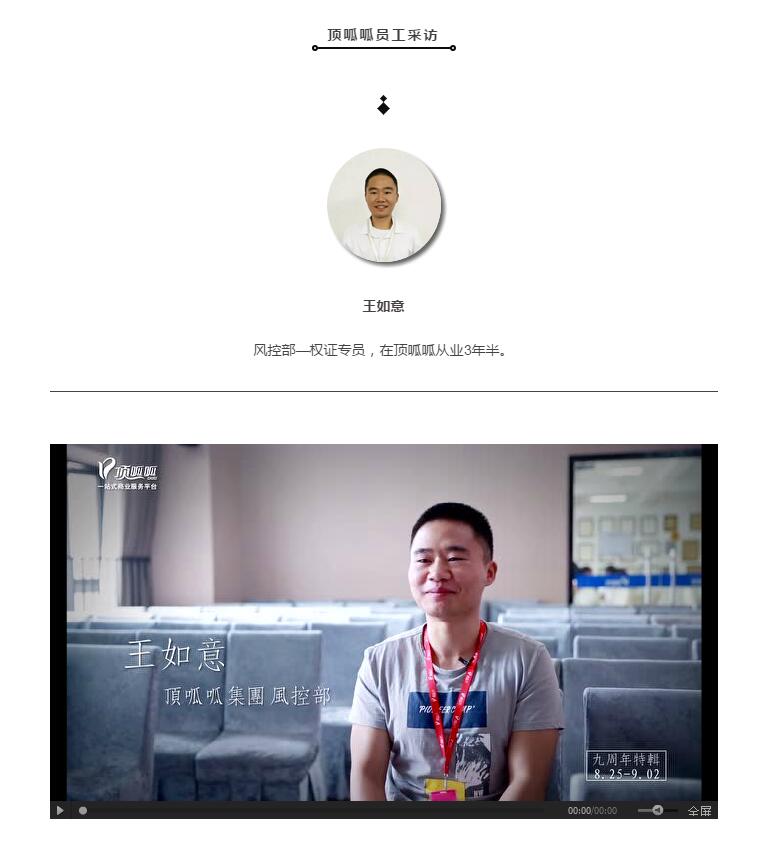 顶呱呱员工采访
王如意
风控部—权证专员，在顶呱呱从业3年半。
顶呱呱
一站式商业服务平台
王如意
頂呱呱集團 風控部
"PIONEER CAMP"
九周年特輯
8.25-9.02
00:00/00:00
全屏